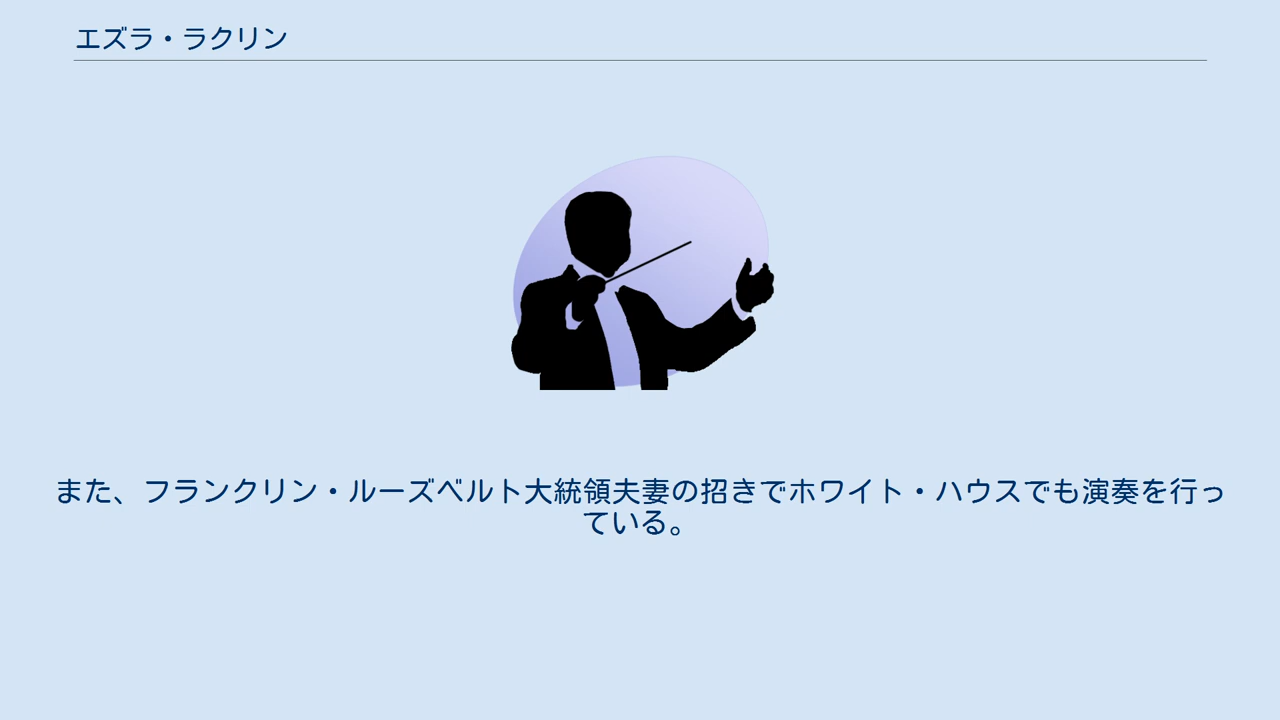 エズラ・ラクリン
また、フランクリン・ルーズベルト大統領夫妻の招きでホワイト・ハウスでも演奏を行っ
ている。